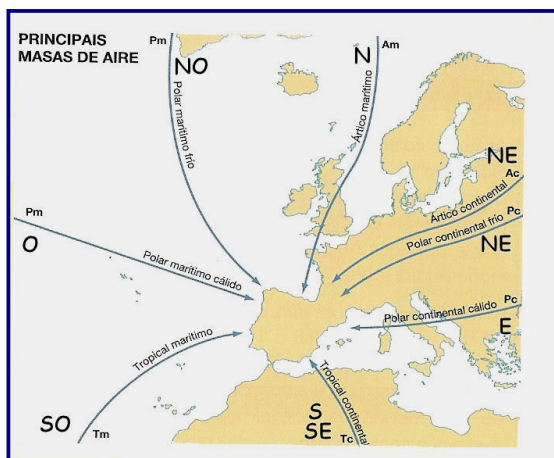 PRINCIPAIS
MASAS DE AIRE
Pm
NO
Polar marítimo frío
N
Am
Ártico marítimo
NE
Ac
Ártico continental
Pc
Polar continental frío
NE
Pm
O
Polar marítimo cálido
Pc
Polar continental cálido
E
Tropical marítimo
SO
Tm
S
SE
Tc
Tropical continental